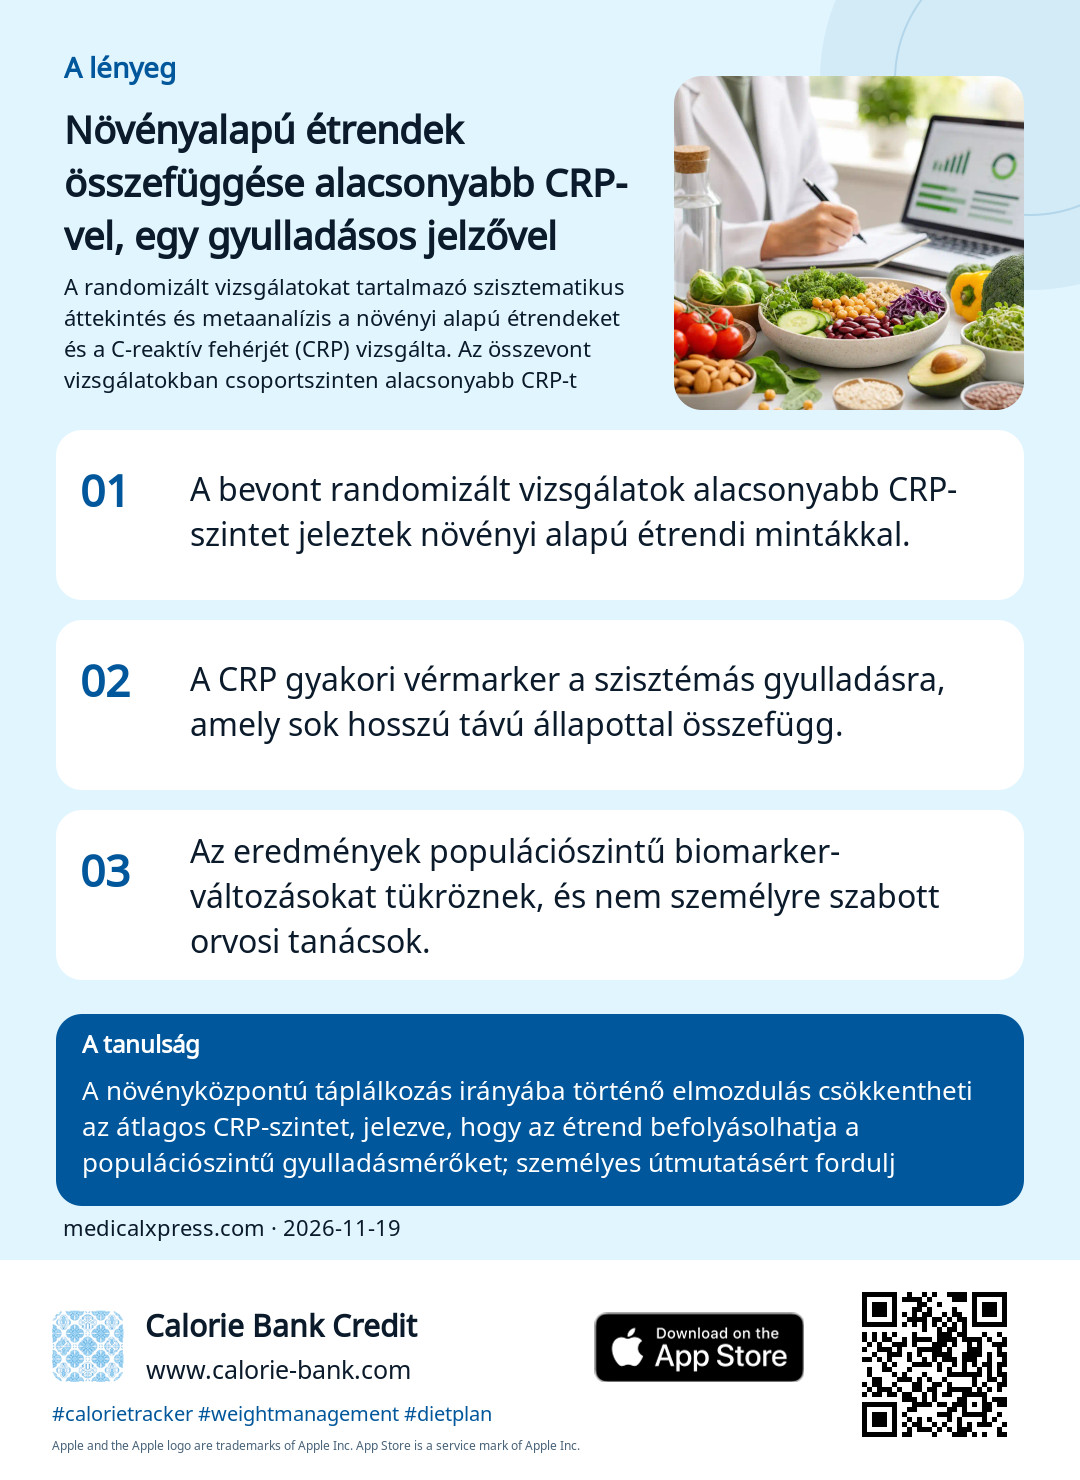 A lényeg
Növényalapú étrendek
összefüggése alacsonyabb CRP-
vel, egy gyulladásos jelzővel
A randomizált vizsgálatokat tartalmazó szisztematikus
áttekintés és metaanalízis a növényi alapú étrendeket
és a C-reaktív fehérjét (CRP) vizsgálta. Az összevont
vizsgálatokban csoportszinten alacsonyabb CRP-t
01
A bevont randomizált vizsgálatok alacsonyabb CRP-
szintet jeleztek növényi alapú étrendi mintákkal.
02
A CRP gyakori vérmarker a szisztémás gyulladásra,
amely sok hosszú távú állapottal összefügg.
03
Az eredmények populációszintű biomarker-
változásokat tükröznek, és nem személyre szabott
orvosi tanácsok.
A tanulság
A növényközpontú táplálkozás irányába történő elmozdulás csökkentheti
az átlagos CRP-szintet, jelezve, hogy az étrend befolyásolhatja a
populációszintű gyulladásmérőket; személyes útmutatásért fordulj
medicalxpress.com · 2026-11-19
Calorie Bank Credit
www.calorie-bank.com
Download on the
App Store
#calorietracker #weightmanagement #dietplan
Apple and the Apple logo are trademarks of Apple Inc. App Store is a service mark of Apple Inc.